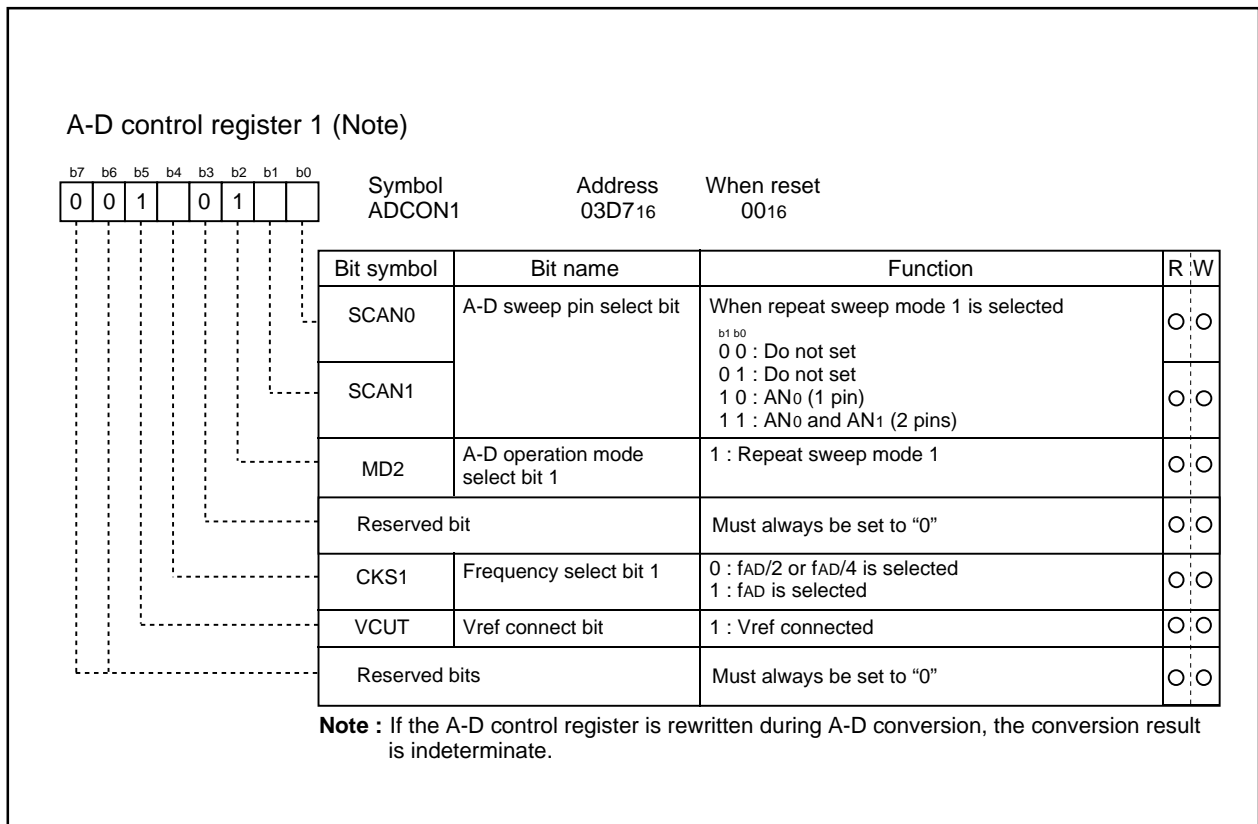 A-D control register 1 (Note)
b7 b6 b5 b4 b3 b2 b1 b0
0 0 1 0 1
Symbol Address When reset
ADCON1 03D716 0016
Bit symbol Bit name Function R W
SCAN0 A-D sweep pin select bit When repeat sweep mode 1 is selected
b1 b0
0 0 : Do not set
0 1 : Do not set
SCAN1
1 0 : AN0 (1 pin)
1 1 : AN0 and AN1 (2 pins)
MD2 A-D operation mode select bit 1 1 : Repeat sweep mode 1
Reserved bit Must always be set to “0”
CKS1 Frequency select bit 1 0 : fAD/2 or fAD/4 is selected
1 : fAD is selected
VCUT Vref connect bit 1 : Vref connected
Reserved bits Must always be set to “0”
Note : If the A-D control register is rewritten during A-D conversion, the conversion result
is indeterminate.